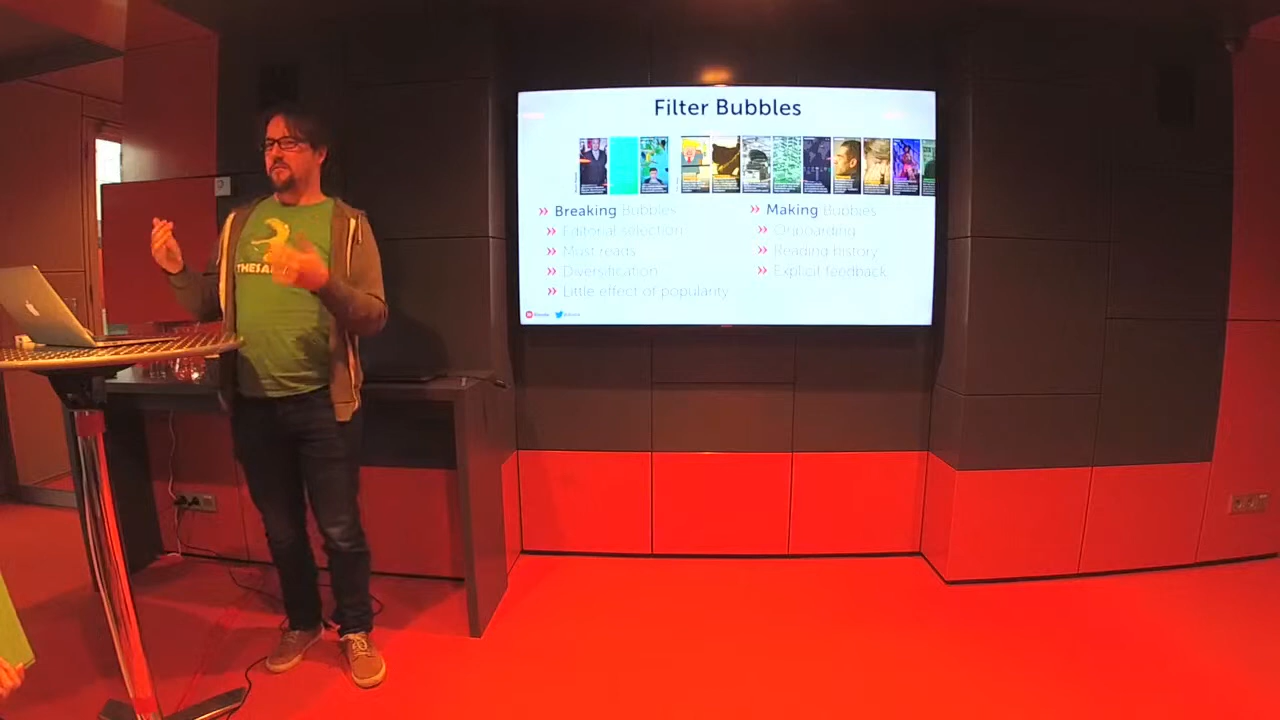 Filter Bubbles
» Breaking Bubbles
» Editorial selection
» Must reads
» Diversification
» Little effect of popularity
» Making Bubbles
» Onboarding
» Reading history
» Explicit feedback